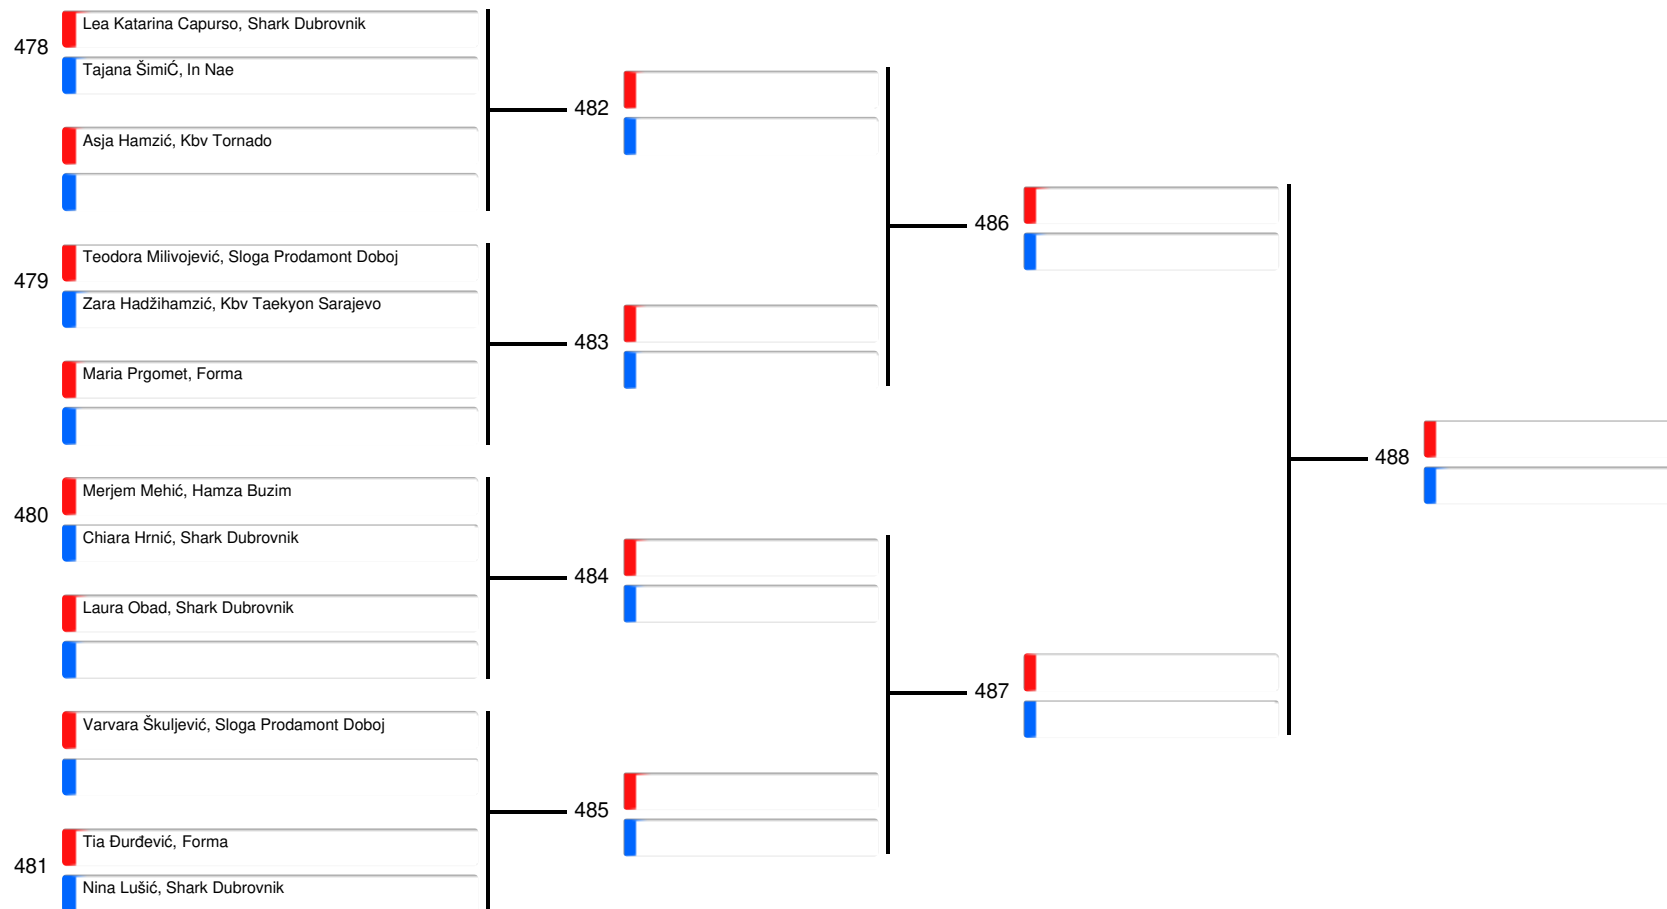 478
Lea Katarina Capurso, Shark Dubrovnik
Tajana ŠimiĆ, In Nae
482
Asja Hamzić, Kbv Tornado
486
479
Teodora Milivojević, Sloga Prodamont Doboj
Zara Hadžihamzić, Kbv Taekyon Sarajevo
483
Maria Prgomet, Forma
488
480
Merjem Mehić, Hamza Buzim
Chiara Hrnić, Shark Dubrovnik
484
Laura Obad, Shark Dubrovnik
487
Varvara Škuljević, Sloga Prodamont Doboj
485
481
Tia Đurđević, Forma
Nina Lušić, Shark Dubrovnik